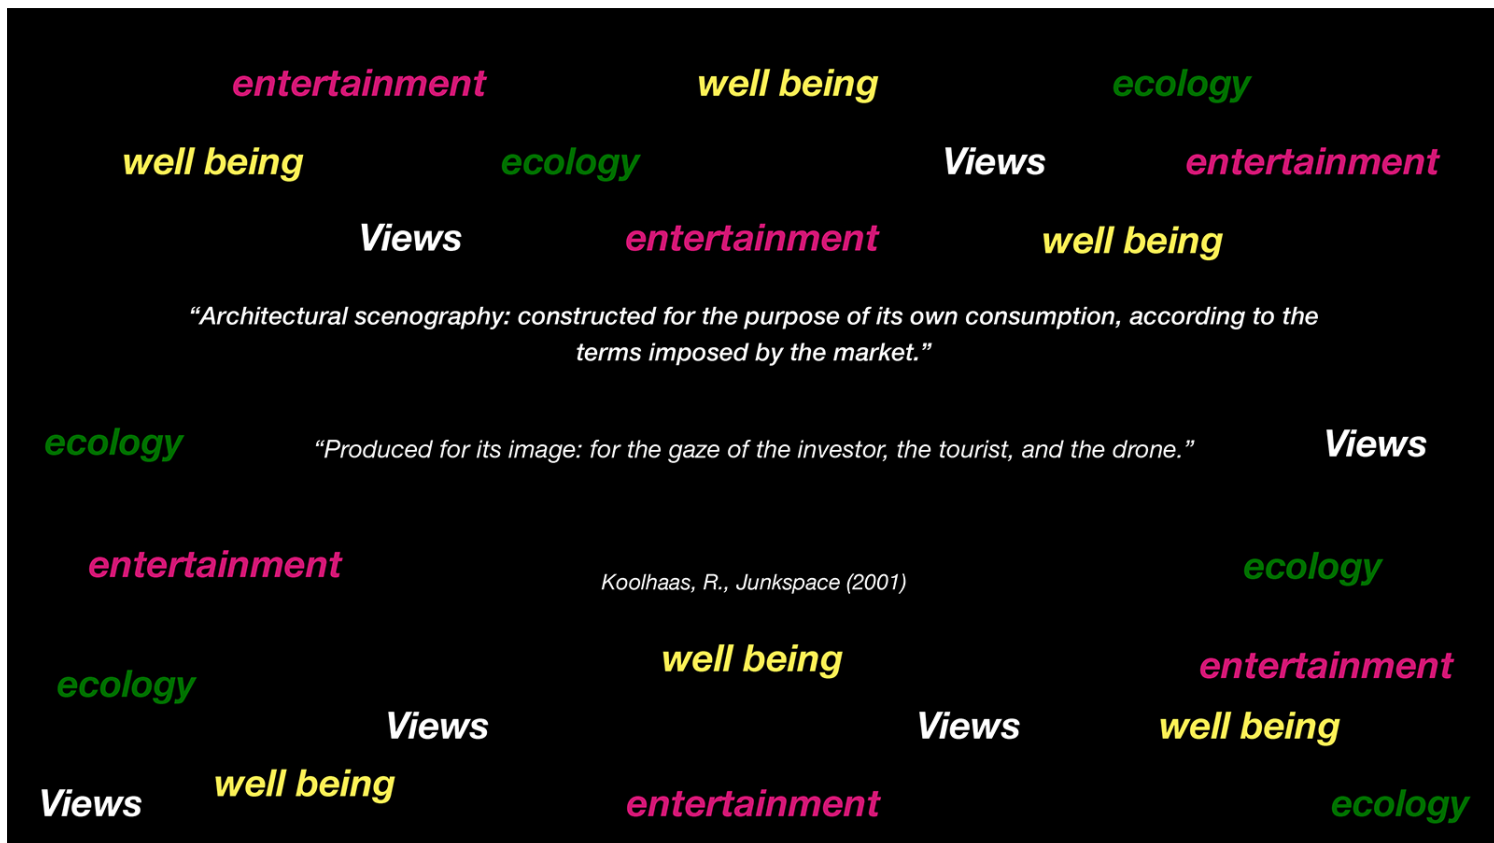 entertainment well being ecology
well being ecology Views entertainment
Views entertainment well being
“Architectural scenography: constructed for the purpose of its own consumption, according to the
terms imposed by the market.”
ecology “Produced for its image: for the gaze of the investor, the tourist, and the drone.” Views
entertainment Koolhaas, R., Junkspace (2001) ecology
well being entertainment
ecology
Views Views well being
well being
Views entertainment ecology